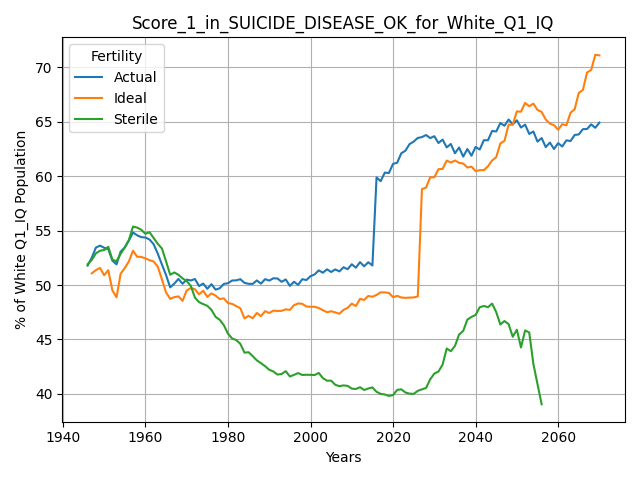 Score_1_in_SUICIDE_DISEASE_OK_for_White_Q1_IQ
Fertility
Actual
Ideal
Sterile
% of White Q1_IQ Population
70
65
60
55
50
45
40
1940
1960
1980
2000
2020
2040
2060
Years